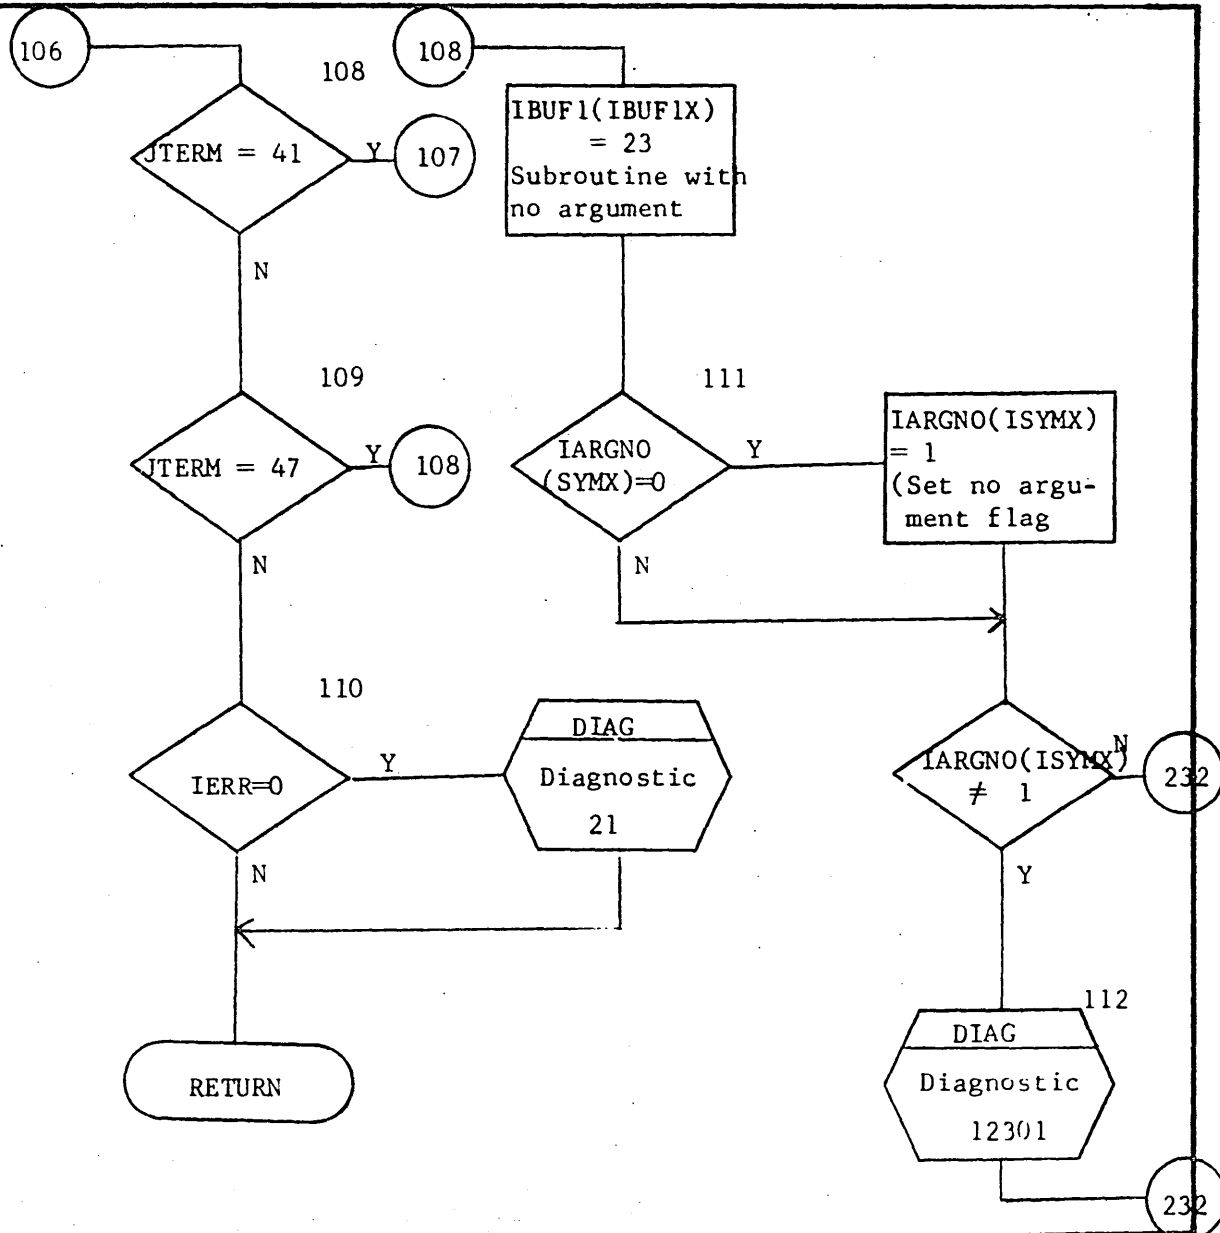 106
108
JTERM = 41
Y
107
N
109
JTERM = 47
Y
108
N
110
IERR=0
Y
DIAG
Diagnostic
21
N
RETURN
108
IBUF1(IBUF1X)
= 23
Subroutine with
no argument
111
IARGNO
(SYMX)=0
Y
IARGNO(ISYMX)
= 1
(Set no argu-
ment flag
N
IARGNO(ISYMX)
≠ 1
N
232
Y
112
DIAG
Diagnostic
12301
232